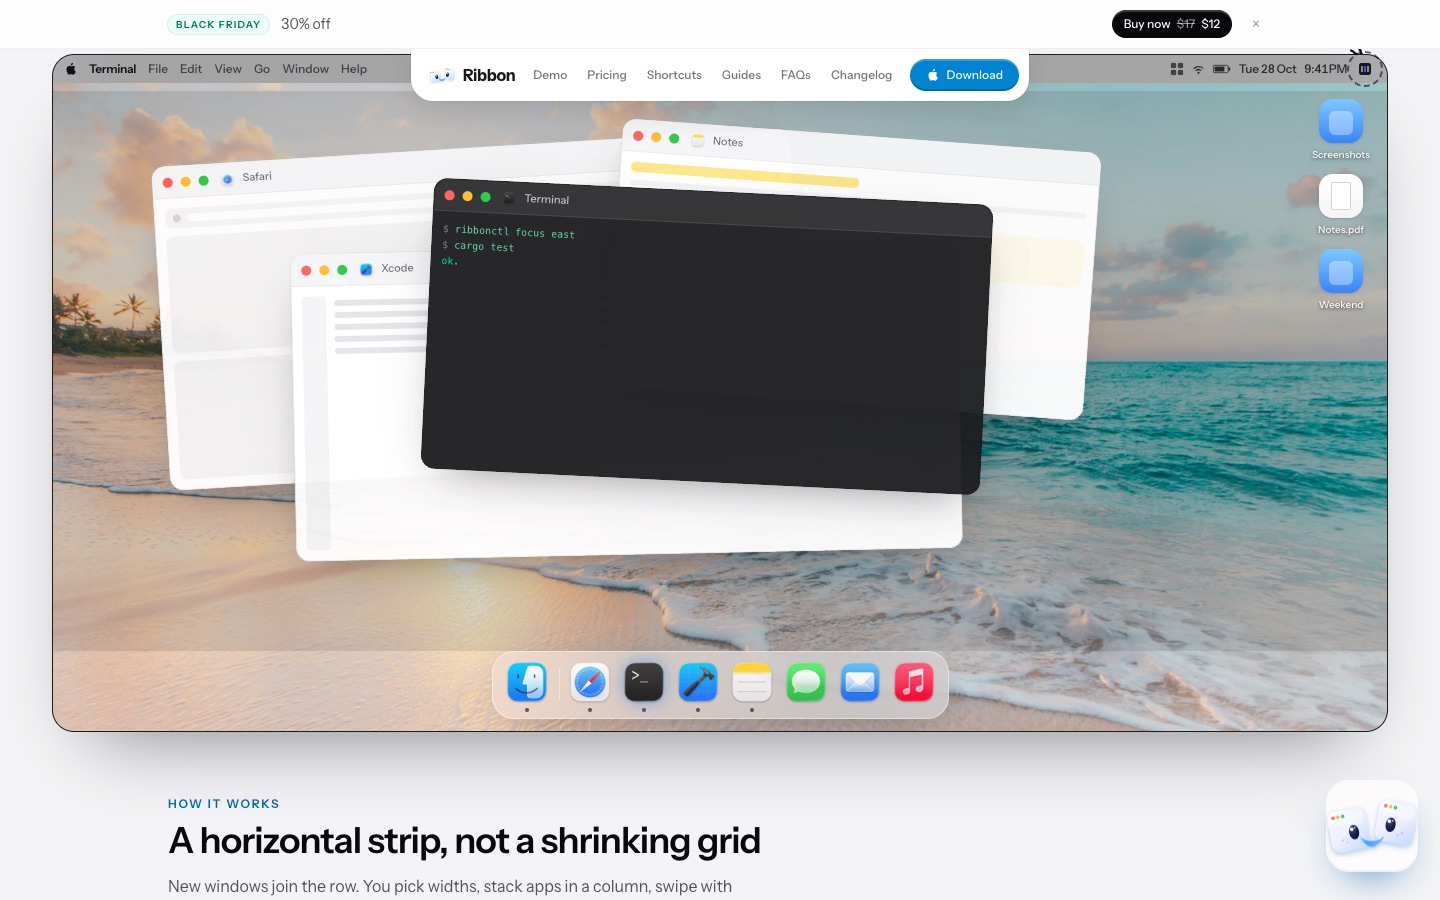 BLACK FRIDAY 30% off
Buy now $17 $12 ×
Terminal File Edit View Go Window Help
Ribbon Demo Pricing Shortcuts Guides FAQs Changelog Download
Tue 28 Oct 9:41PM
Screenshots
Notes.pdf
Weekend
Safari
Notes
Terminal
$ ribbonctl focus east
$ cargo test
ok.
Xcode
>_
HOW IT WORKS
A horizontal strip, not a shrinking grid
New windows join the row. You pick widths, stack apps in a column, swipe with